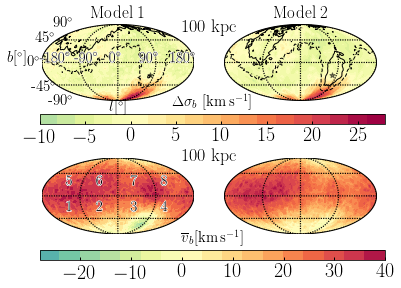 Model 1
Model 2
90°
100 kpc
45°
b[°]
0°
-180°
-90°
0°
90°
180°
-45°
-90°
l[°]
Δσ_b [km s⁻¹]
−10
−5
0
5
10
15
20
25
100 kpc
5 6 7 8
1 2 3 4
v̅_b[km s⁻¹]
−20
−10
0
10
20
30
40